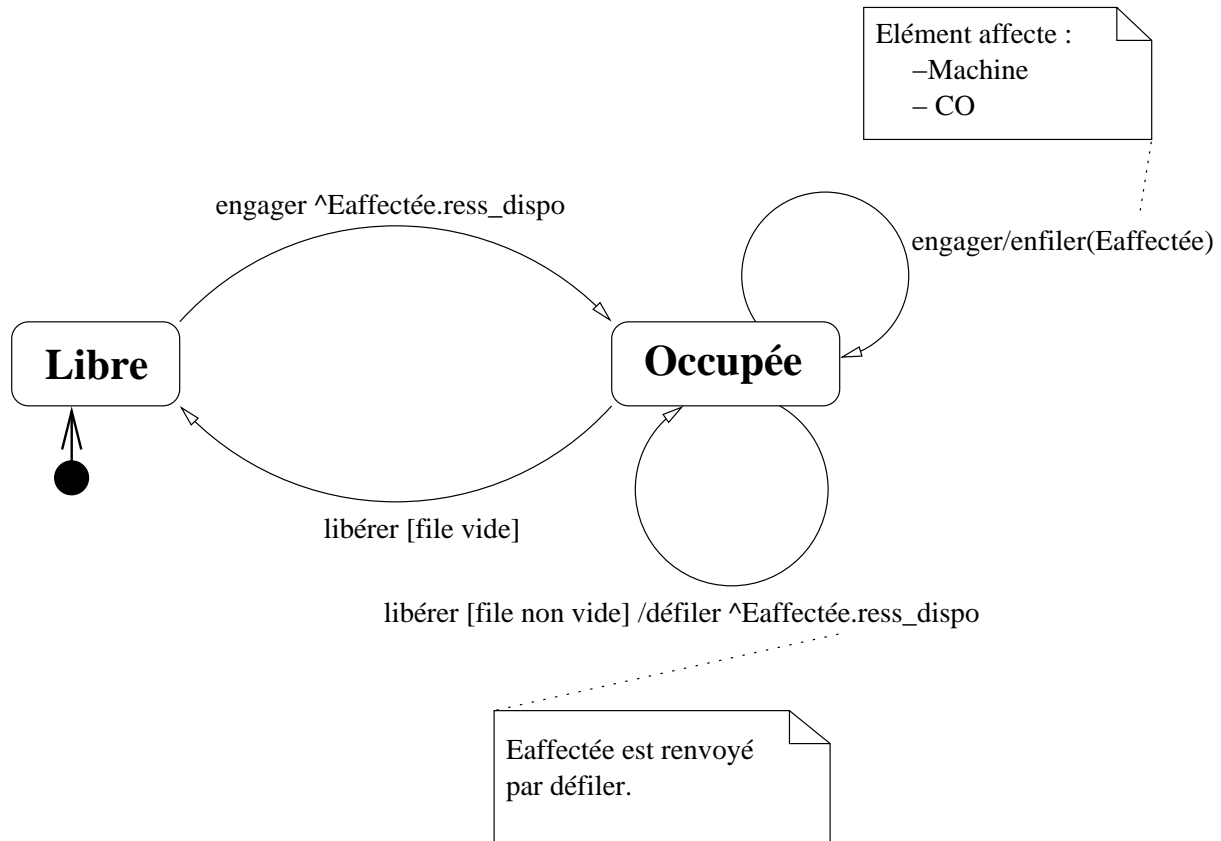 Elément affecte :
–Machine
– CO
engager ^Eaffectée.ress_dispo
engager/enfiler(Eaffectée)
Libre
Occupée
libérer [file vide]
libérer [file non vide] /défiler ^Eaffectée.ress_dispo
Eaffectée est renvoyé
par défiler.